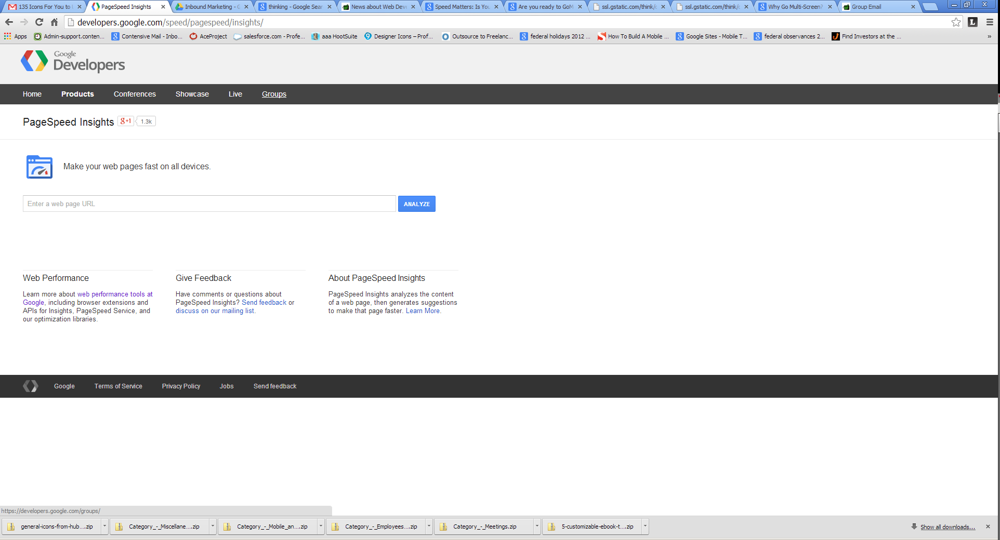 135 Icons For You to U
PageSpeed Insights
Inbound Marketing - G
thinking - Google Sear
News about Web Deve
Speed Matters: Is You
Are you ready to GoM
ssl.gstatic.com/think/d
ssl.gstatic.com/think/d
Why Go Multi-Screen?
Group Email
developers.google.com/speed/pagespeed/insights/
Apps
Admin-support.conten...
Contensive Mail - Inbo...
AceProject
salesforce.com - Profe...
aaa HootSuite
Designer Icons – Prof...
Outsource to Freelanc...
federal holidays 2012 ...
How To Build A Mobile ...
Google Sites - Mobile T...
federal observances 2...
Find Investors at the ...
»
Google
Developers
Home
Products
Conferences
Showcase
Live
Groups
PageSpeed Insights
g+1
1.3k
Make your web pages fast on all devices.
Enter a web page URL
ANALYZE
Web Performance
Learn more about web performance tools at
Google, including browser extensions and
APIs for Insights, PageSpeed Service, and
our optimization libraries.
Give Feedback
Have comments or questions about
PageSpeed Insights? Send feedback or
discuss on our mailing list.
About PageSpeed Insights
PageSpeed Insights analyzes the content
of a web page, then generates suggestions
to make that page faster. Learn More.
Google
Terms of Service
Privacy Policy
Jobs
Send feedback
https://developers.google.com/groups/
general-icons-from-hub....zip
Category_-_Miscellane....zip
Category_-_Mobile_an....zip
Category_-_Employees....zip
Category_-_Meetings.zip
5-customizable-ebook-t....zip
Show all downloads...